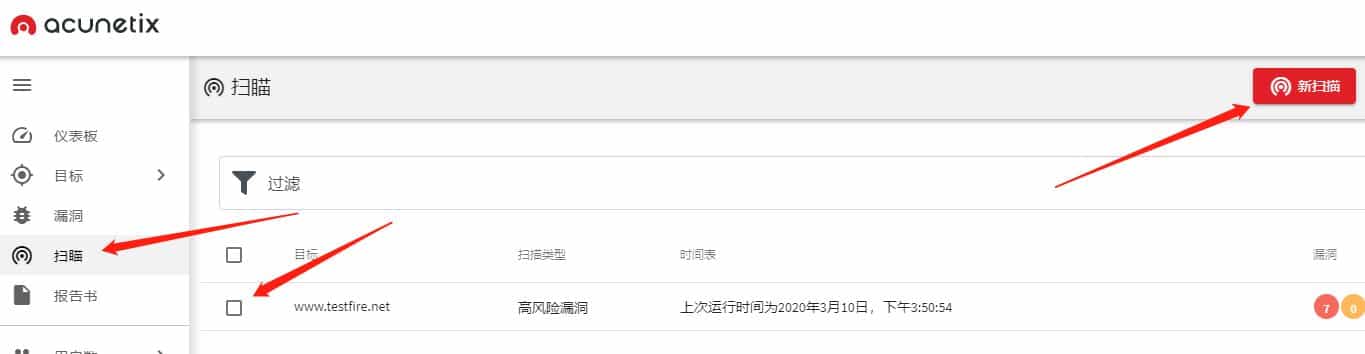 acunetix
扫瞄
新扫描
仪表板
目标
漏洞
扫瞄
报告书
过滤
目标 扫描类型 时间表 漏洞
www.testfire.net 高风险漏洞 上次运行时间为2020年3月10日，下午3:50:54 7 0